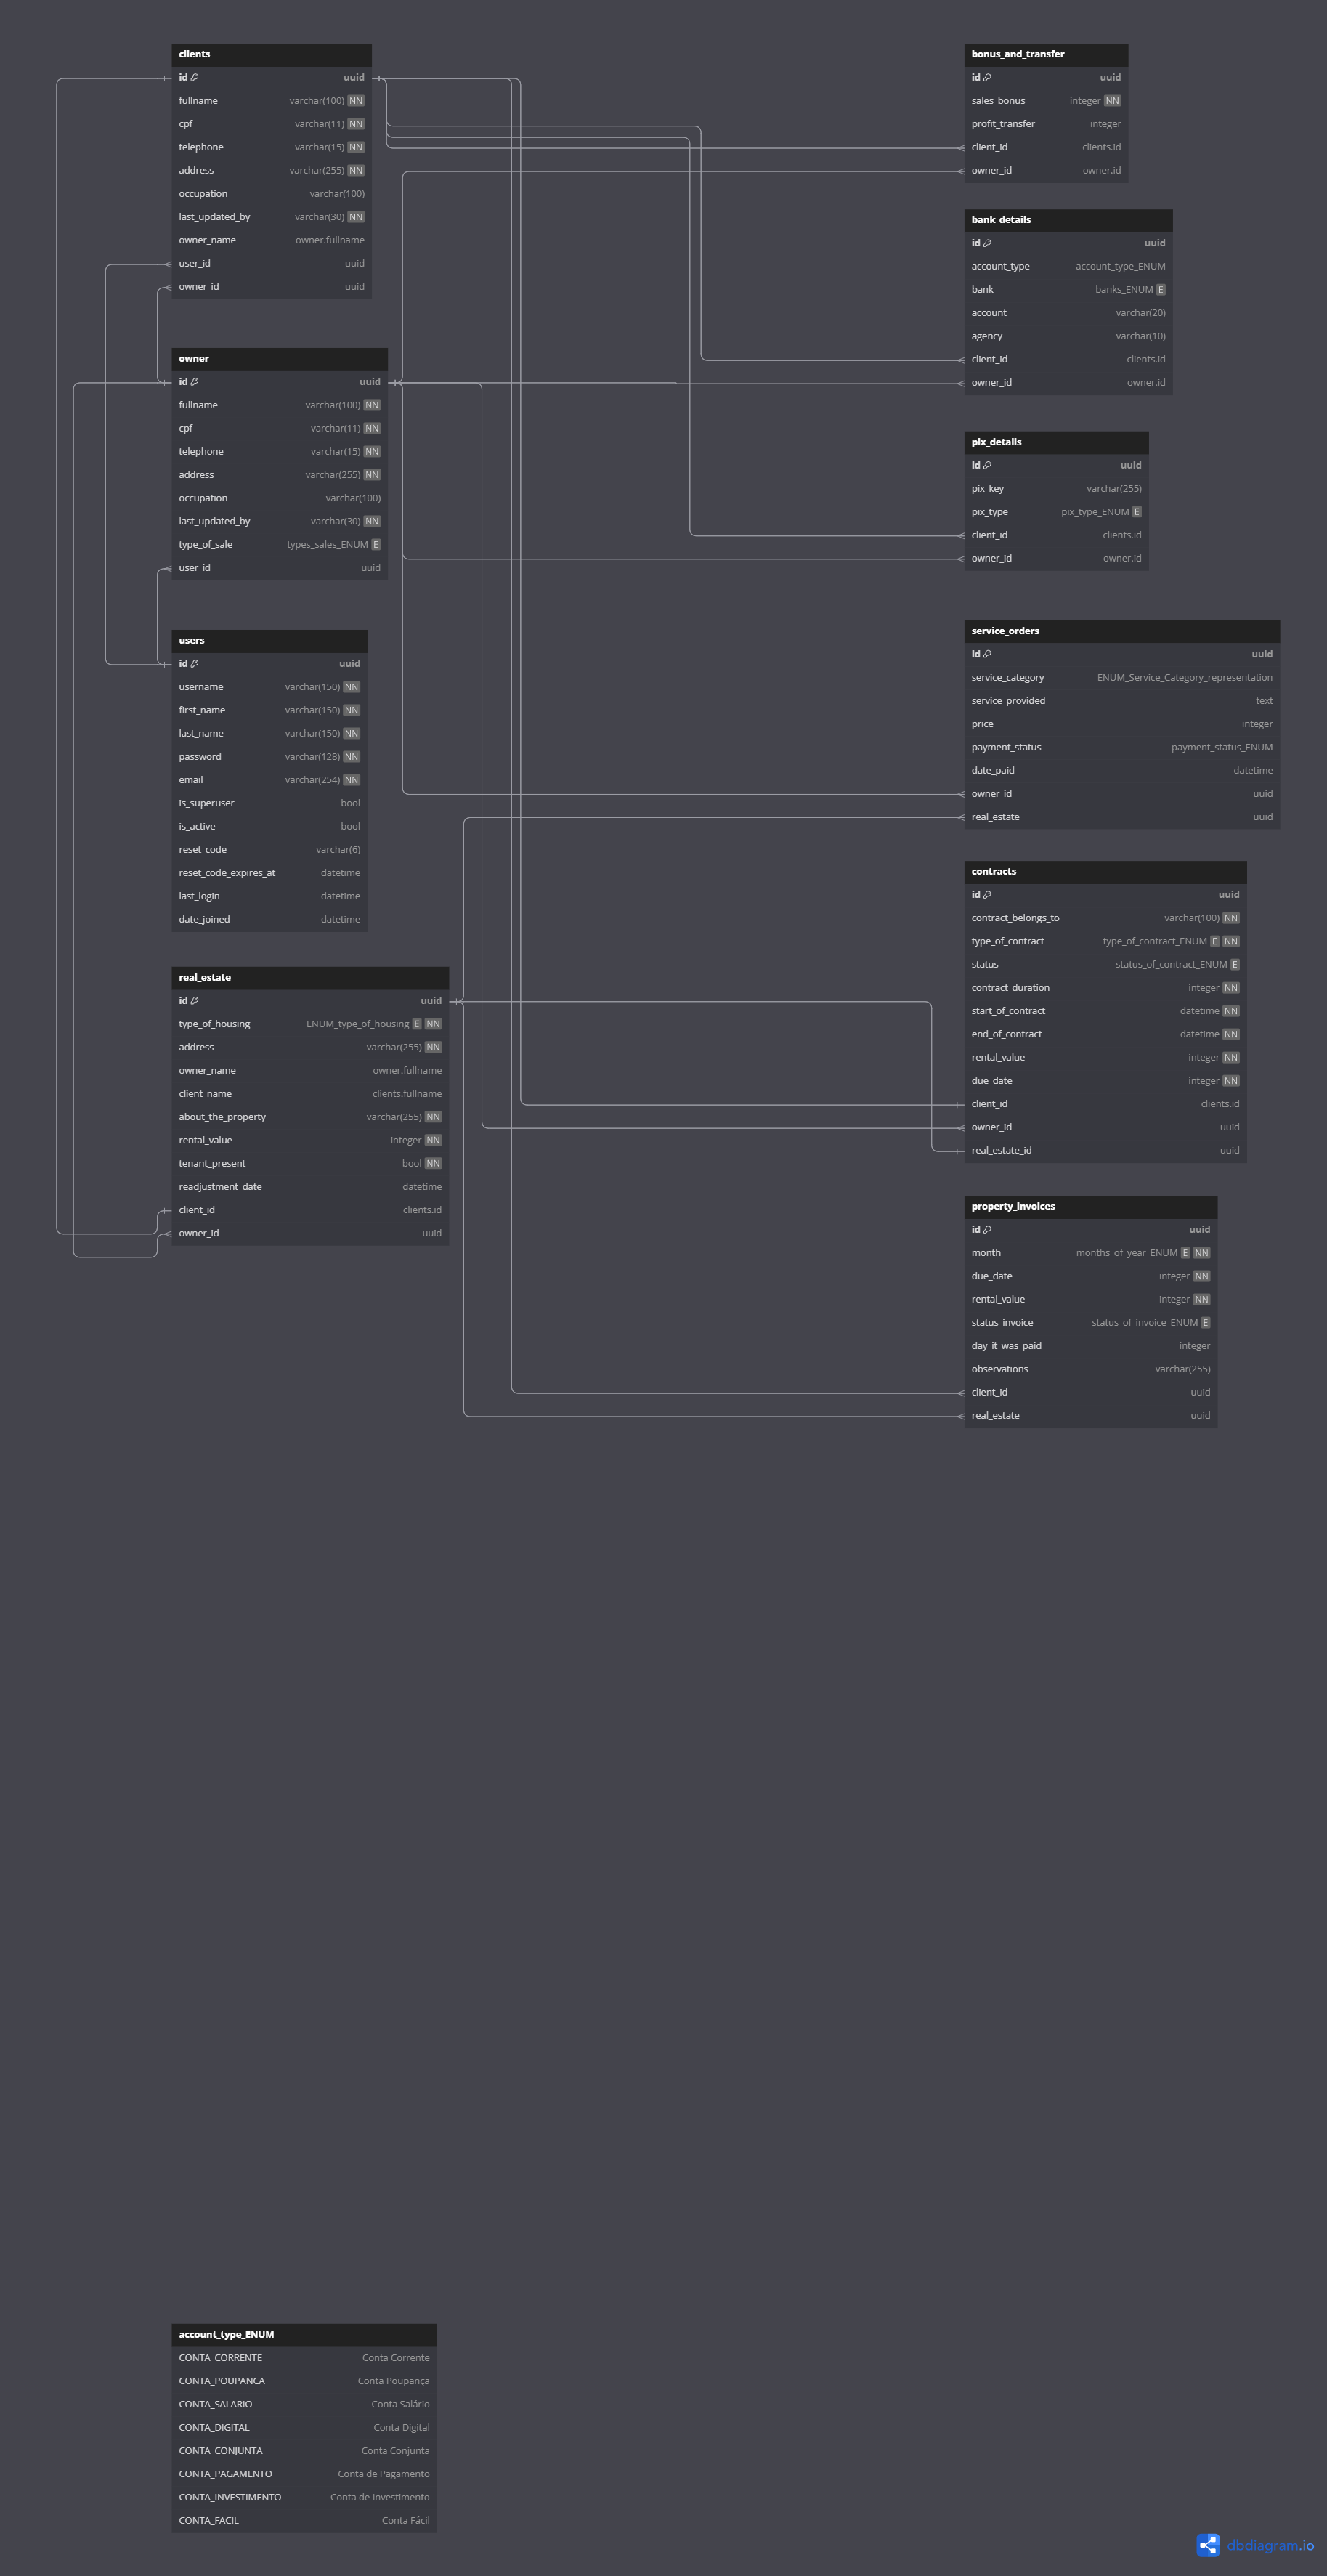 clients
id uuid
fullname varchar(100) NN
cpf varchar(11) NN
telephone varchar(15) NN
address varchar(255) NN
occupation varchar(100)
last_updated_by varchar(30) NN
owner_name owner.fullname
user_id uuid
owner_id uuid
owner
id uuid
fullname varchar(100) NN
cpf varchar(11) NN
telephone varchar(15) NN
address varchar(255) NN
occupation varchar(100)
last_updated_by varchar(30) NN
type_of_sale types_sales_ENUM E
user_id uuid
users
id uuid
username varchar(150) NN
first_name varchar(150) NN
last_name varchar(150) NN
password varchar(128) NN
email varchar(254) NN
is_superuser bool
is_active bool
reset_code varchar(6)
reset_code_expires_at datetime
last_login datetime
date_joined datetime
real_estate
id uuid
type_of_housing ENUM_type_of_housing E NN
address varchar(255) NN
owner_name owner.fullname
client_name clients.fullname
about_the_property varchar(255) NN
rental_value integer NN
tenant_present bool NN
readjustment_date datetime
client_id clients.id
owner_id uuid
bonus_and_transfer
id uuid
sales_bonus integer NN
profit_transfer integer
client_id clients.id
owner_id owner.id
bank_details
id uuid
account_type account_type_ENUM
bank banks_ENUM E
account varchar(20)
agency varchar(10)
client_id clients.id
owner_id owner.id
pix_details
id uuid
pix_key varchar(255)
pix_type pix_type_ENUM E
client_id clients.id
owner_id owner.id
service_orders
id uuid
service_category ENUM_Service_Category_representation
service_provided text
price integer
payment_status payment_status_ENUM
date_paid datetime
owner_id uuid
real_estate uuid
contracts
id uuid
contract_belongs_to varchar(100) NN
type_of_contract type_of_contract_ENUM E NN
status status_of_contract_ENUM E
contract_duration integer NN
start_of_contract datetime NN
end_of_contract datetime NN
rental_value integer NN
due_date integer NN
client_id clients.id
owner_id uuid
real_estate_id uuid
property_invoices
id uuid
month months_of_year_ENUM E NN
due_date integer NN
rental_value integer NN
status_invoice status_of_invoice_ENUM E
day_it_was_paid integer
observations varchar(255)
client_id uuid
real_estate uuid
account_type_ENUM
CONTA_CORRENTE Conta Corrente
CONTA_POUPANCA Conta Poupança
CONTA_SALARIO Conta Salário
CONTA_DIGITAL Conta Digital
CONTA_CONJUNTA Conta Conjunta
CONTA_PAGAMENTO Conta de Pagamento
CONTA_INVESTIMENTO Conta de Investimento
CONTA_FACIL Conta Fácil
dbdiagram.io